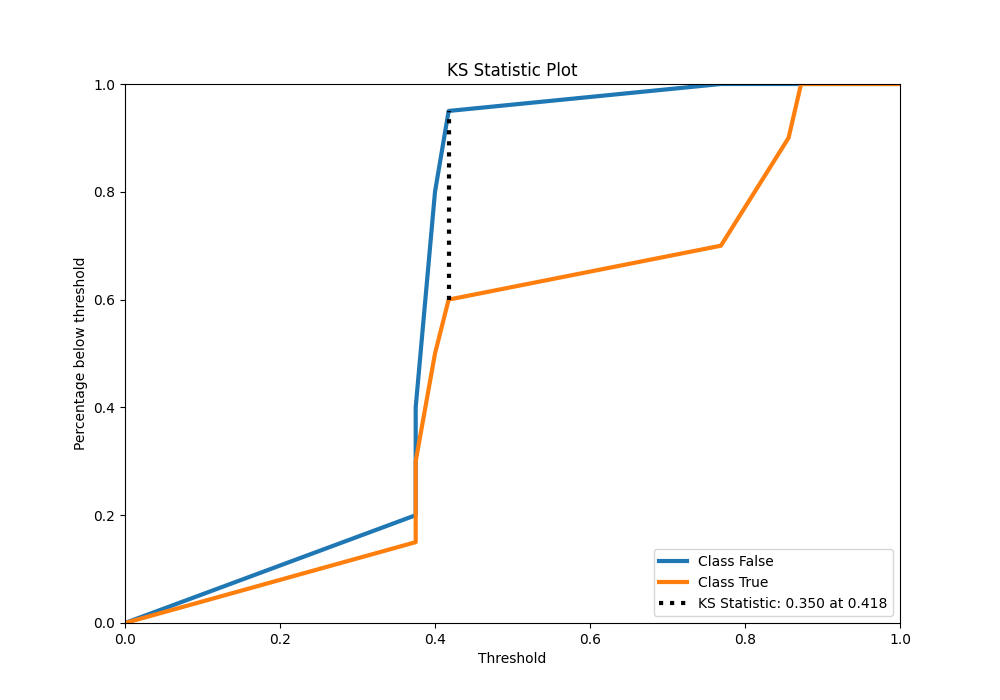 KS Statistic Plot
1.0
0.8
0.6
0.4
0.2
0.0
Percentage below threshold
0.0 0.2 0.4 0.6 0.8 1.0
Threshold
Class False
Class True
KS Statistic: 0.350 at 0.418